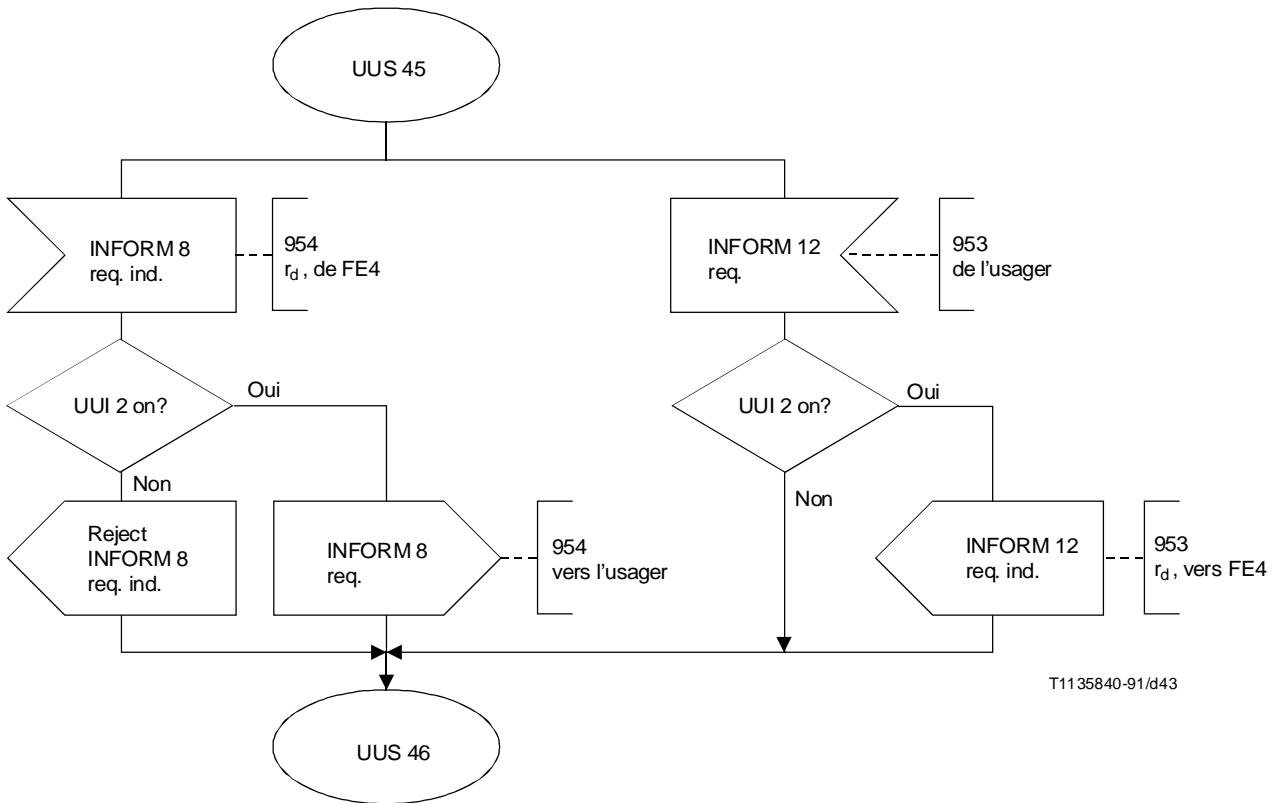 UUS 45
INFORM 8
req. ind.
954
rd , de FE4
INFORM 12
req.
953
de l'usager
UUI 2 on?
Oui
Non
UUI 2 on?
Oui
Non
Reject
INFORM 8
req. ind.
INFORM 8
req.
954
vers l'usager
INFORM 12
req. ind.
953
rd , vers FE4
T1135840-91/d43
UUS 46